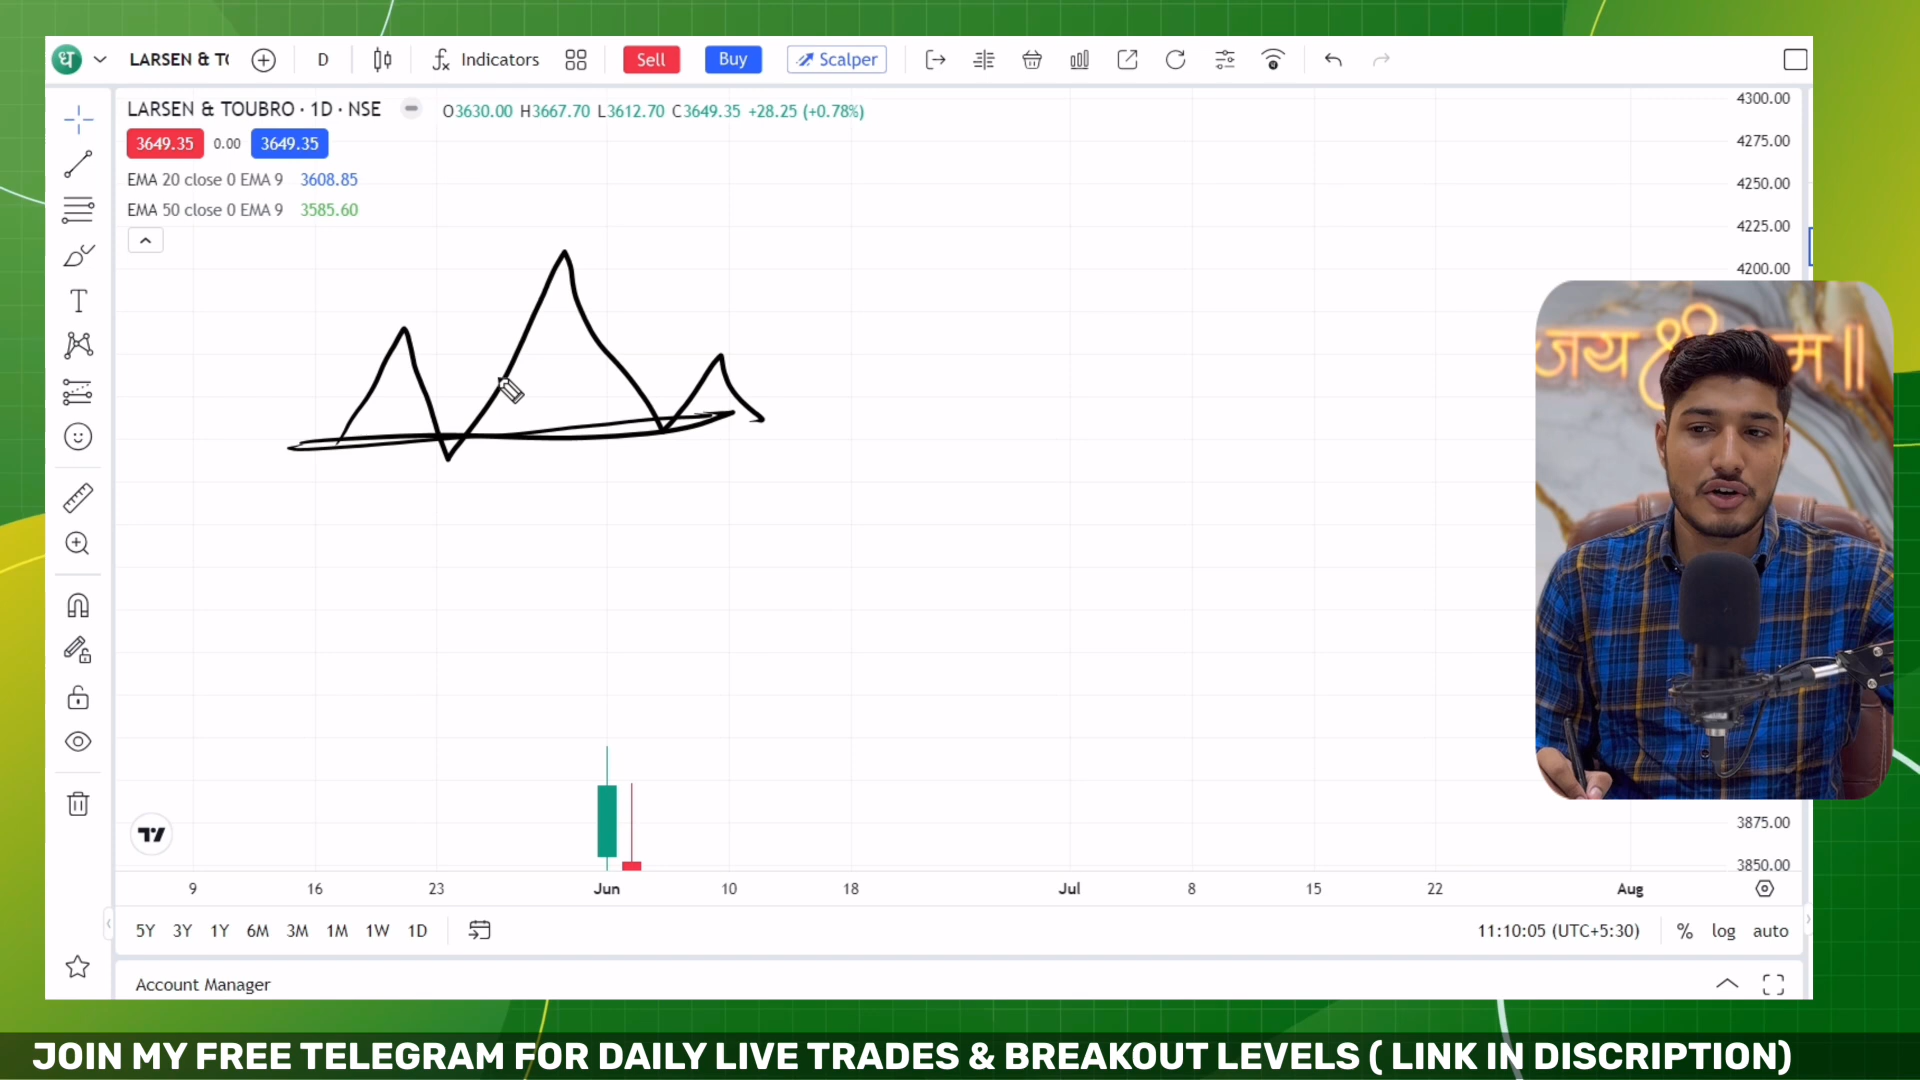 ध LARSEN & TO D Indicators Sell Buy Scalper
LARSEN & TOUBRO · 1D · NSE O3630.00 H3667.70 L3612.70 C3649.35 +28.25 (+0.78%)
3649.35 0.00 3649.35
EMA 20 close 0 EMA 9 3608.85
EMA 50 close 0 EMA 9 3585.60
4300.00
4275.00
4250.00
4225.00
4200.00
जय श्री राम॥
3875.00
3850.00
9 16 23 Jun 10 18 Jul 8 15 22 Aug
5Y 3Y 1Y 6M 3M 1M 1W 1D 11:10:05 (UTC+5:30) % log auto
Account Manager
JOIN MY FREE TELEGRAM FOR DAILY LIVE TRADES & BREAKOUT LEVELS ( LINK IN DISCRIPTION)